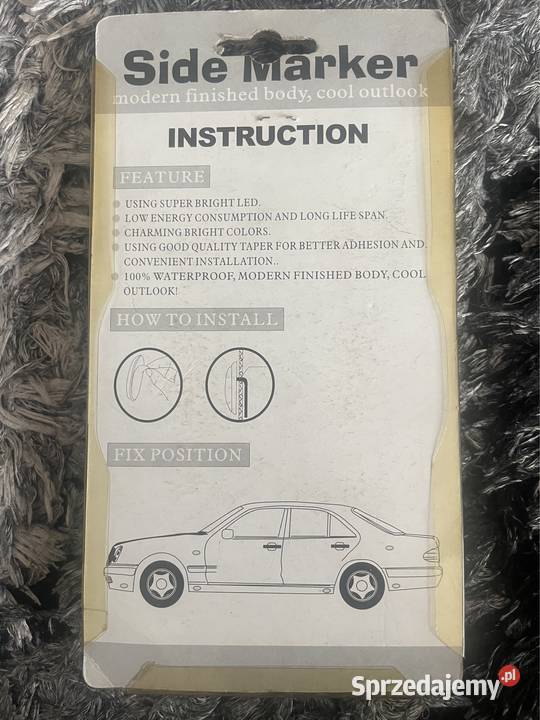 Side Marker
modern finished body, cool outlook
INSTRUCTION
FEATURE
USING SUPER BRIGHT LED.
LOW ENERGY CONSUMPTION AND LONG LIFE SPAN.
CHARMING BRIGHT COLORS.
USING GOOD QUALITY TAPER FOR BETTER ADHESION AND
CONVENIENT INSTALLATION..
100% WATERPROOF, MODERN FINISHED BODY, COOL
OUTLOOK!
HOW TO INSTALL
FIX POSITION
Sprzedajemy.pl